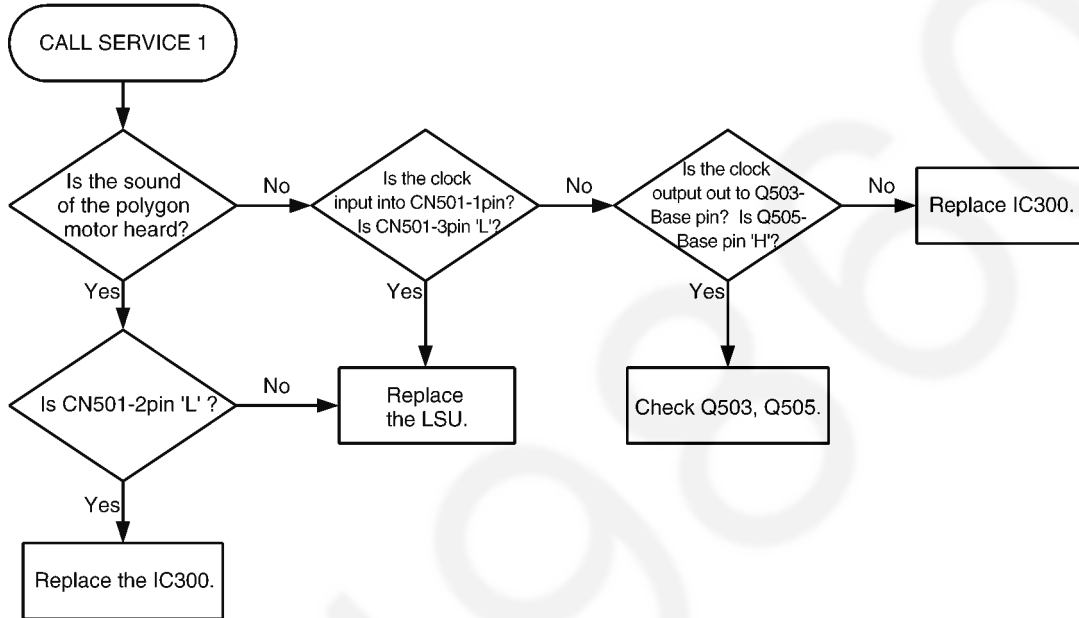 CALL SERVICE 1
Is the sound
of the polygon
motor heard?
No
Is the clock
input into CN501-1pin?
Is CN501-3pin 'L'?
No
Is the clock
output out to Q503-
Base pin? Is Q505-
Base pin 'H'?
No
Replace IC300.
Yes
Yes
Yes
Is CN501-2pin 'L' ?
No
Replace
the LSU.
Check Q503, Q505.
Yes
Replace the IC300.